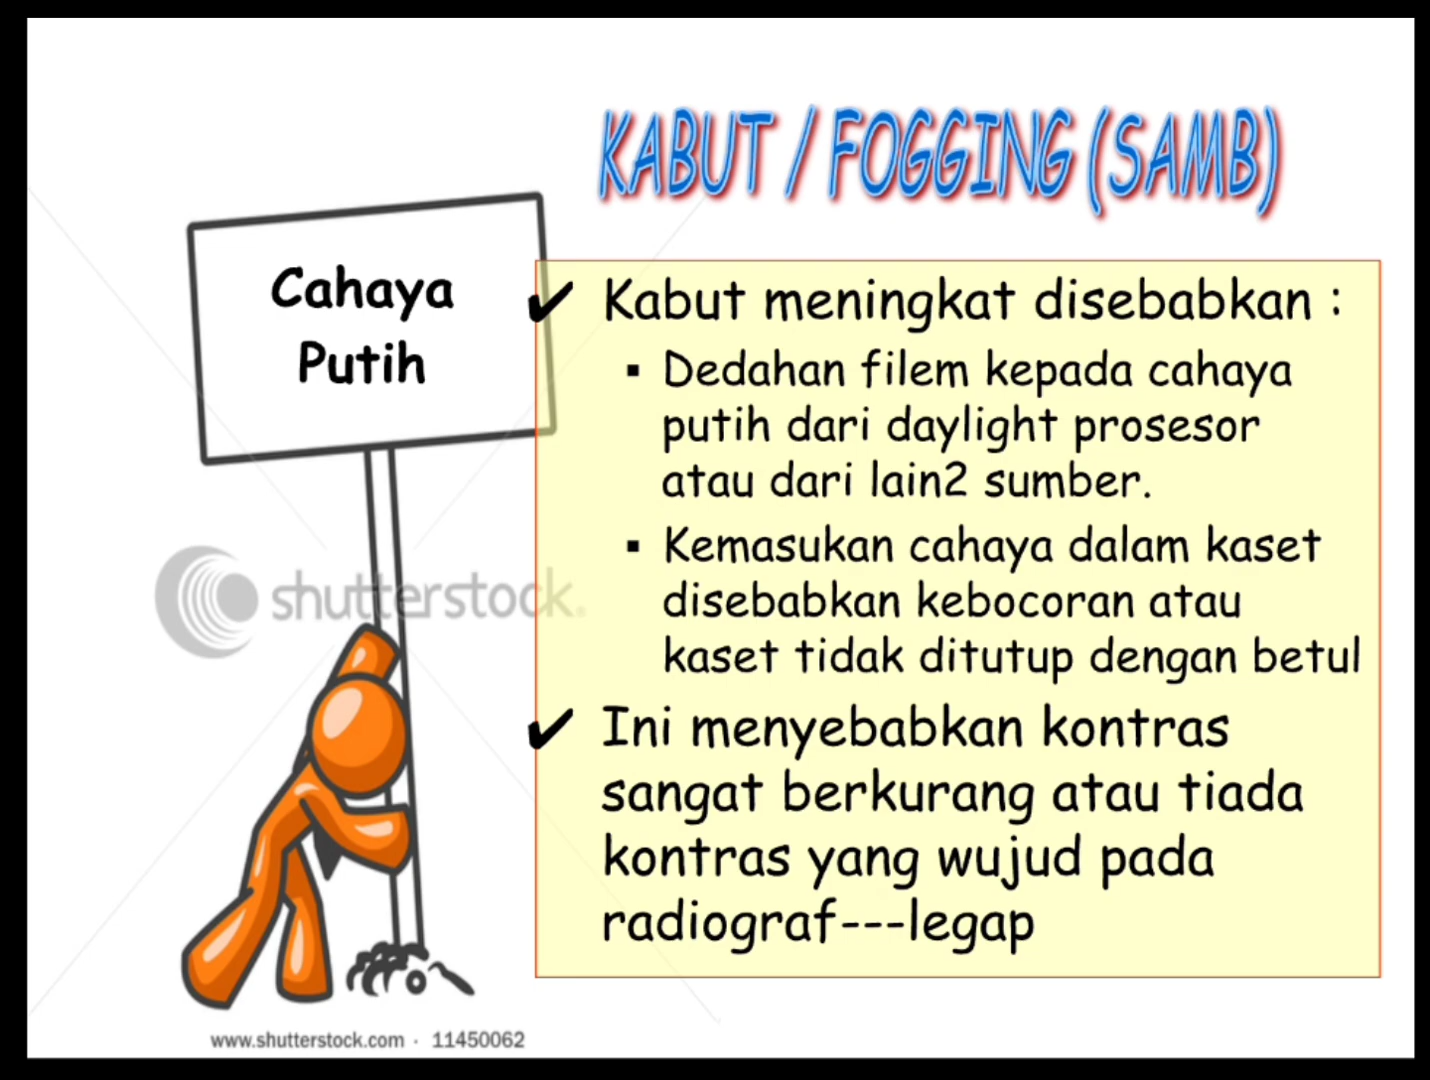 KABUT / FOGGING (SAMB)
Cahaya
Putih
✔ Kabut meningkat disebabkan :
▪ Dedahan filem kepada cahaya
putih dari daylight prosesor
atau dari lain2 sumber.
▪ Kemasukan cahaya dalam kaset
disebabkan kebocoran atau
kaset tidak ditutup dengan betul
✔ Ini menyebabkan kontras
sangat berkurang atau tiada
kontras yang wujud pada
radiograf---legap
shutterstock.
www.shutterstock.com · 11450062